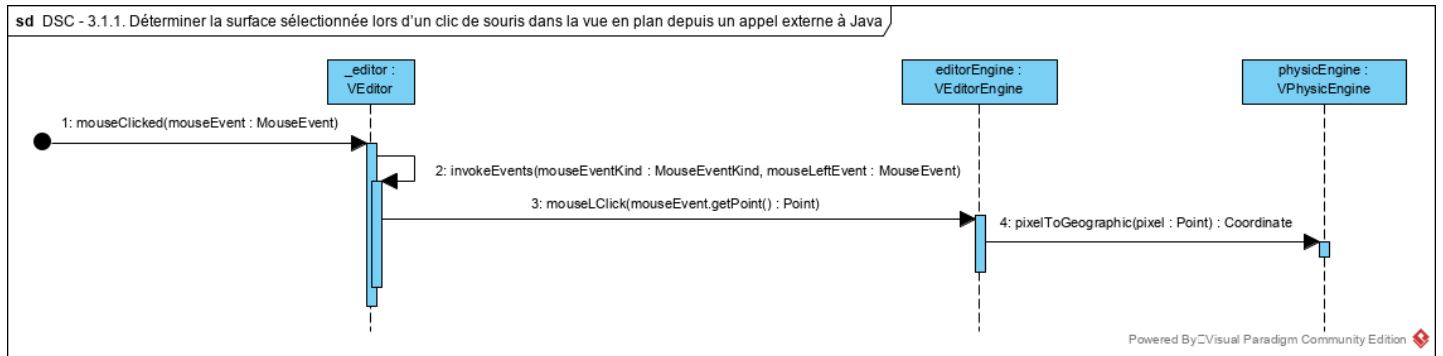 sd DSC - 3.1.1. Déterminer la surface sélectionnée lors d'un clic de souris dans la vue en plan depuis un appel externe à Java
_editor :
VEditor
editorEngine :
VEditorEngine
physicEngine :
VPhysicEngine
1: mouseClicked(mouseEvent : MouseEvent)
2: invokeEvents(mouseEventKind : MouseEventKind, mouseLeftEvent : MouseEvent)
3: mouseLClick(mouseEvent.getPoint() : Point)
4: pixelToGeographic(pixel : Point) : Coordinate
Powered By Visual Paradigm Community Edition